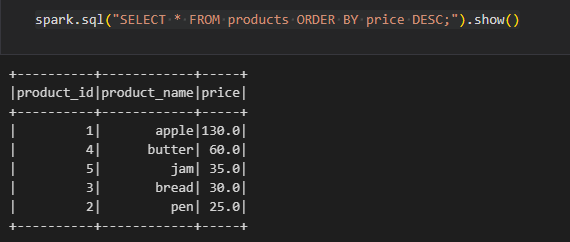 spark.sql("SELECT * FROM products ORDER BY price DESC;").show()
+----------+------------+-----+
|product_id|product_name|price|
+----------+------------+-----+
|         1|       apple|130.0|
|         4|      butter| 60.0|
|         5|         jam| 35.0|
|         3|       bread| 30.0|
|         2|         pen| 25.0|
+----------+------------+-----+